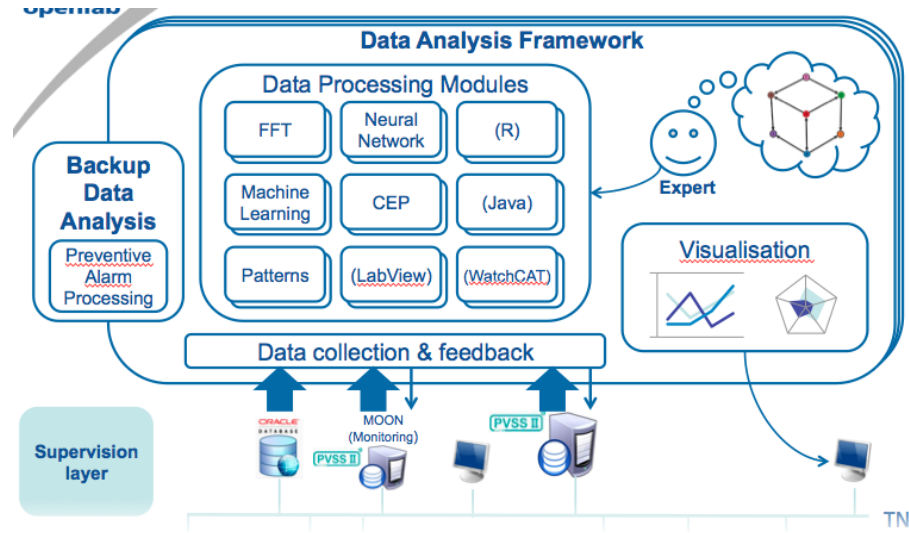 openlab
Data Analysis Framework
Data Processing Modules
FFT
Neural
Network
(R)
Machine
Learning
CEP
(Java)
Patterns
(LabView)
(WatchCAT)
Expert
Backup
Data
Analysis
Preventive
Alarm
Processing
Visualisation
Data collection & feedback
Supervision
layer
ORACLE
DATABASE
MOON
(Monitoring)
PVSS II
PVSS II
TN